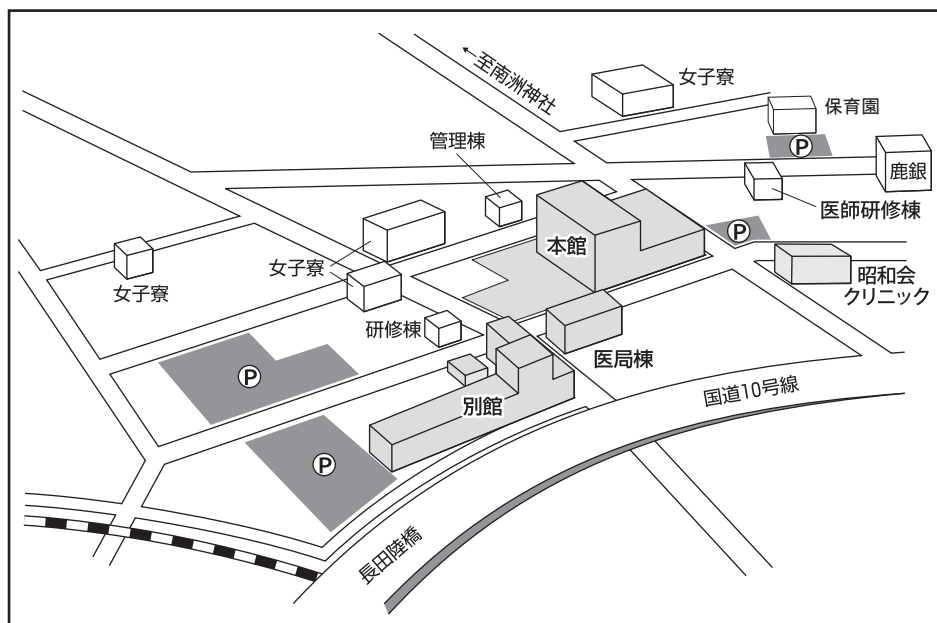 至南洲神社
女子寮
保育園
P
管理棟
鹿銀
医師研修棟
本館
P
女子寮
昭和会
クリニック
女子寮
研修棟
医局棟
P
国道10号線
別館
P
長田陸橋